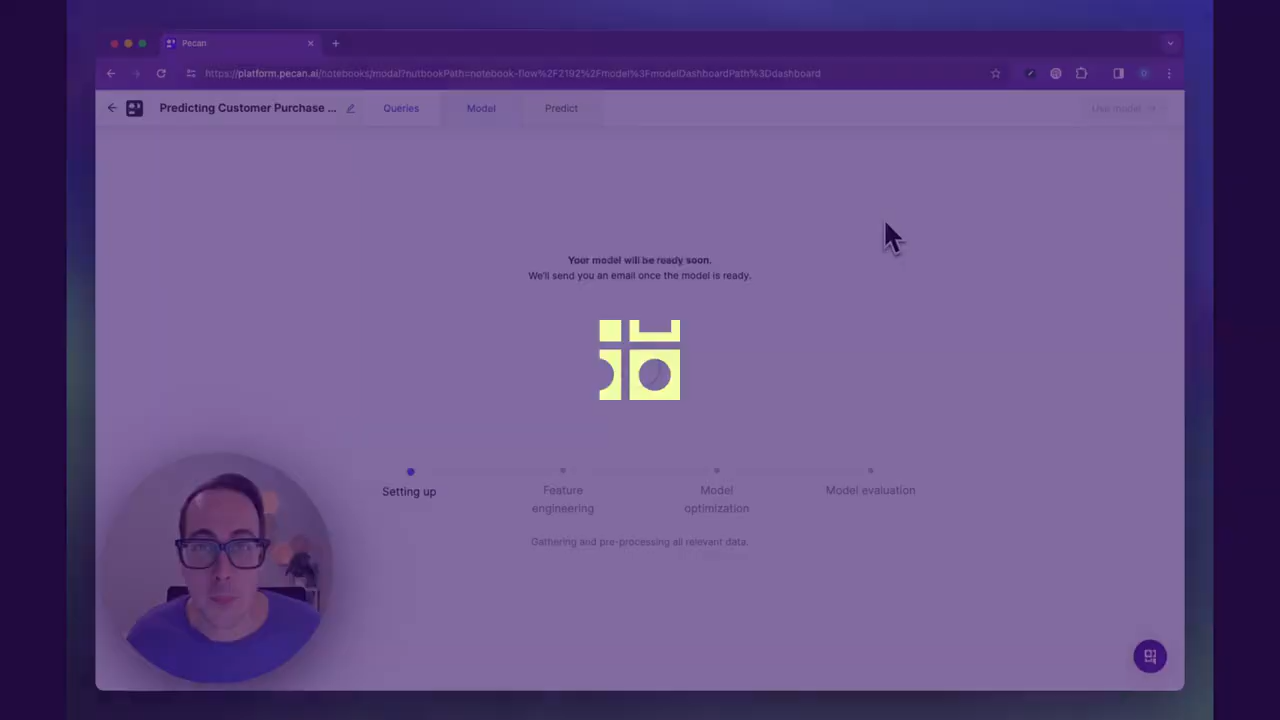 Pecan
https://platform.pecan.ai/notebooks/modal?nutbookPath=notebook-flow%2F2192%2Fmodel%3FmodelDashboardPath%3Ddashboard
Predicting Customer Purchase ...
Queries
Model
Predict
Use model
Your model will be ready soon.
We'll send you an email once the model is ready.
Setting up
Feature
engineering
Model
optimization
Model evaluation
Gathering and pre-processing all relevant data.